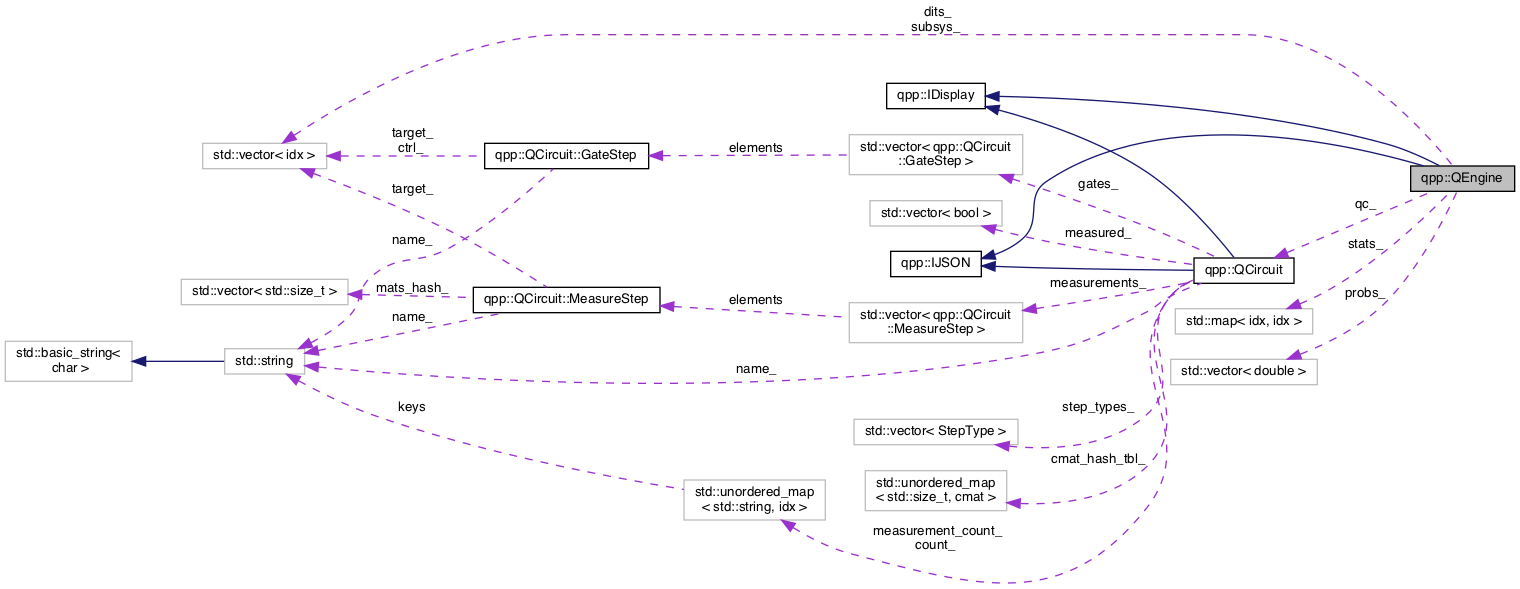 dits_
subsys_
qpp::IDisplay
target_
ctrl_
std::vector< idx >
qpp::QCircuit::GateStep
elements
std::vector< qpp::QCircuit
::GateStep >
qpp::QEngine
target_
gates_
qc_
std::vector< bool >
measured_
name_
stats_
qpp::IJSON
qpp::QCircuit
mats_hash_
measurements_
std::vector< std::size_t >
qpp::QCircuit::MeasureStep
elements
probs_
name_
std::vector< qpp::QCircuit
::MeasureStep >
std::map< idx, idx >
std::basic_string<
char >
std::string
name_
std::vector< double >
keys
step_types_
std::vector< StepType >
cmat_hash_tbl_
std::unordered_map
< std::size_t, cmat >
std::unordered_map
< std::string, idx >
measurement_count_
count_